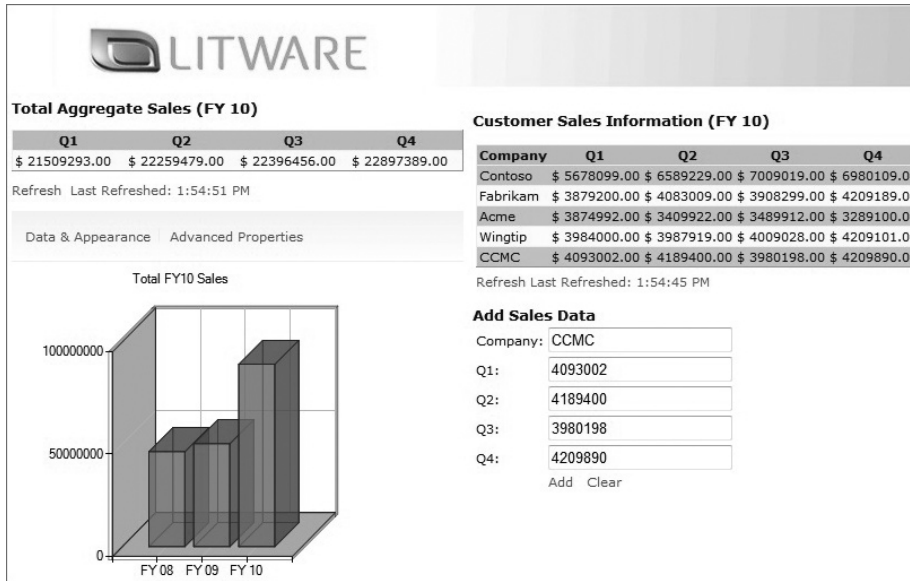 LITWARE
Total Aggregate Sales (FY 10)
Q1 Q2 Q3 Q4
$ 21509293.00 $ 22259479.00 $ 22396456.00 $ 22897389.00
Refresh Last Refreshed: 1:54:51 PM
Data & Appearance Advanced Properties
Total FY10 Sales
100000000
50000000
0
FY 08 FY 09 FY 10
Customer Sales Information (FY 10)
Company Q1 Q2 Q3 Q4
Contoso $ 5678099.00 $ 6589229.00 $ 7009019.00 $ 6980109.0
Fabrikam $ 3879200.00 $ 4083009.00 $ 3908299.00 $ 4209189.0
Acme $ 3874992.00 $ 3409922.00 $ 3489912.00 $ 3289100.0
Wingtip $ 3984000.00 $ 3987919.00 $ 4009028.00 $ 4209101.0
CCMC $ 4093002.00 $ 4189400.00 $ 3980198.00 $ 4209890.0
Refresh Last Refreshed: 1:54:45 PM
Add Sales Data
Company: CCMC
Q1: 4093002
Q2: 4189400
Q3: 3980198
Q4: 4209890
Add Clear